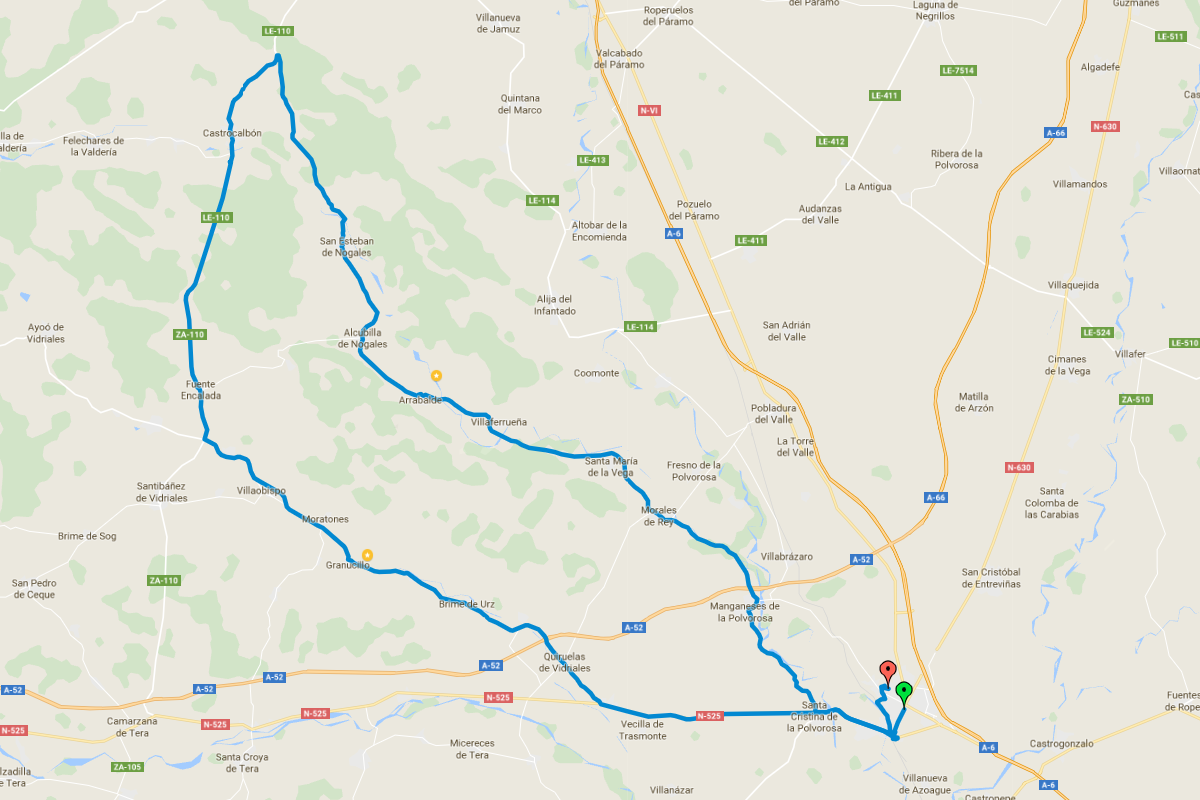 Villanueva
de Jamuz
Roperuelos
del Páramo
del Páramo
Laguna de
Negrillos
Guzmanes
LE-110
LE-511
Valcabado
del Páramo
Algadefe
LE-7514
LE-411
Quintana
del Marco
N-VI
Castrocalbón
Felechares de
la Valdería
lla de
aldería
A-66
N-630
LE-412
LE-413
Ribera de la
Polvorosa
Villaornat
La Antigua
Villamandos
LE-114
Pozuelo
del Páramo
Audanzas
del Valle
LE-110
Altobar de la
Encomienda
A-6
LE-411
San Esteban
de Nogales
Villaquejida
Alija del
Infantado
Ayoó de
Vidriales
ZA-110
Alcubilla
de Nogales
LE-114
San Adrián
del Valle
LE-524
LE-510
Villafer
Cimanes
de la Vega
Coomonte
Fuente
Encalada
Arrabalde
Matilla
de Arzón
ZA-510
Villaferrueña
Pobladura
del Valle
La Torre
del Valle
Santa María
de la Vega
Fresno de la
Polvorosa
N-630
Santibáñez
de Vidriales
Villaobispo
A-66
Santa
Colomba de
las Carabias
Moratones
Morales
de Rey
Brime de Sog
Granucillo
Villabrázaro
A-52
San Pedro
de Ceque
ZA-110
San Cristóbal
de Entreviñas
Brime de Urz
Manganeses de
la Polvorosa
A-52
Quiruelas
de Vidriales
A-52
A-52
A-52
A-52
N-525
N-525
N-525
N-525
N-525
Santa
Cristina de
la Polvorosa
Fuentes
de Rope
Camarzana
de Tera
Vecilla de
Trasmonte
Micereces
de Tera
A-6
Castrogonzalo
Santa Croya
de Tera
ZA-105
alzadilla
e Tera
Villanázar
Villanueva
de Azoague
A-6
Castropepe